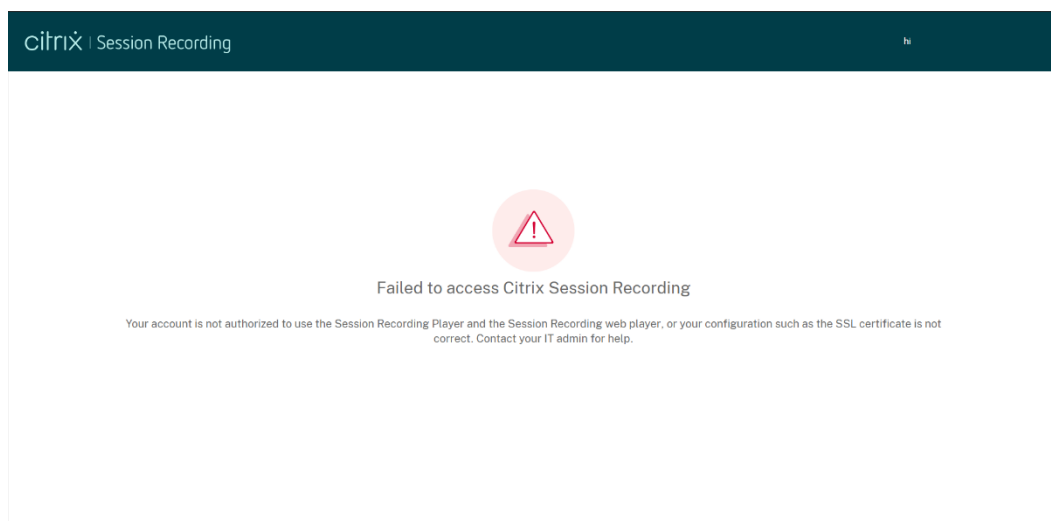 citrix | Session Recording
hi
Failed to access Citrix Session Recording
Your account is not authorized to use the Session Recording Player and the Session Recording web player, or your configuration such as the SSL certificate is not
correct. Contact your IT admin for help.